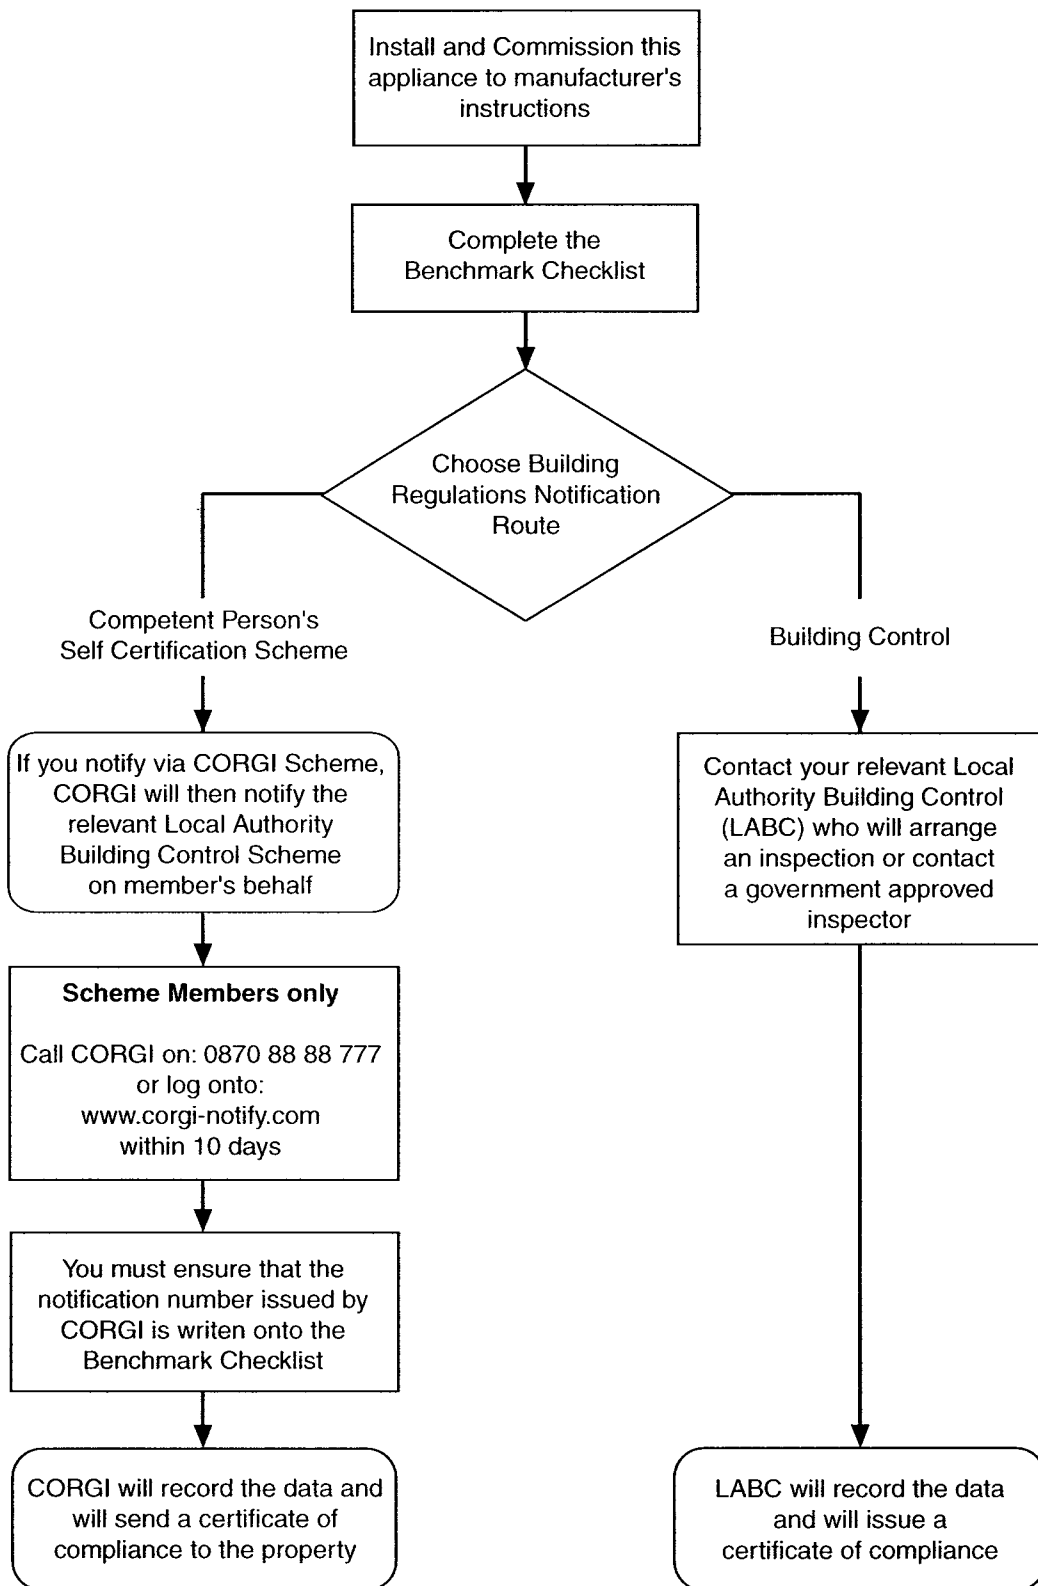 Install and Commission this
appliance to manufacturer's
instructions
Complete the
Benchmark Checklist
Choose Building
Regulations Notification
Route
Competent Person's
Self Certification Scheme
Building Control
If you notify via CORGI Scheme,
CORGI will then notify the
relevant Local Authority
Building Control Scheme
on member's behalf
Contact your relevant Local
Authority Building Control
(LABC) who will arrange
an inspection or contact
a government approved
inspector
Scheme Members only
Call CORGI on: 0870 88 88 777
or log onto:
www.corgi-notify.com
within 10 days
You must ensure that the
notification number issued by
CORGI is writen onto the
Benchmark Checklist
CORGI will record the data and
will send a certificate of
compliance to the property
LABC will record the data
and will issue a
certificate of compliance